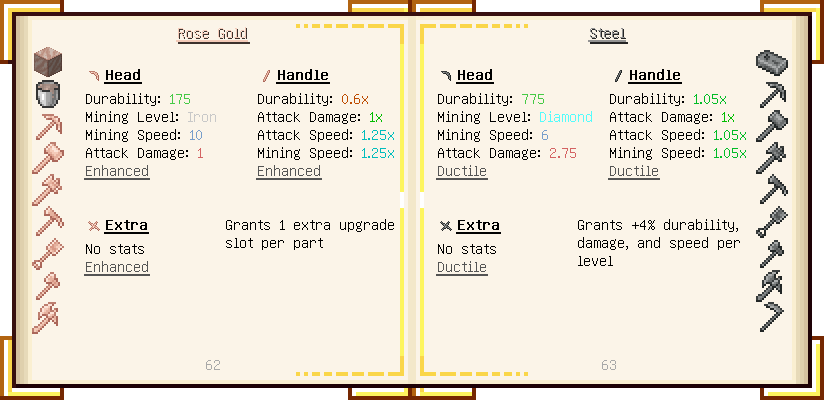 Rose Gold
Head
Durability: 175
Mining Level: Iron
Mining Speed: 10
Attack Damage: 1
Enhanced
Handle
Durability: 0.6x
Attack Damage: 1x
Attack Speed: 1.25x
Mining Speed: 1.25x
Enhanced
Extra
No stats
Enhanced
Grants 1 extra upgrade
slot per part
62
Steel
Head
Durability: 775
Mining Level: Diamond
Mining Speed: 6
Attack Damage: 2.75
Ductile
Handle
Durability: 1.05x
Attack Damage: 1x
Attack Speed: 1.05x
Mining Speed: 1.05x
Ductile
Extra
No stats
Ductile
Grants +4% durability,
damage, and speed per
level
63